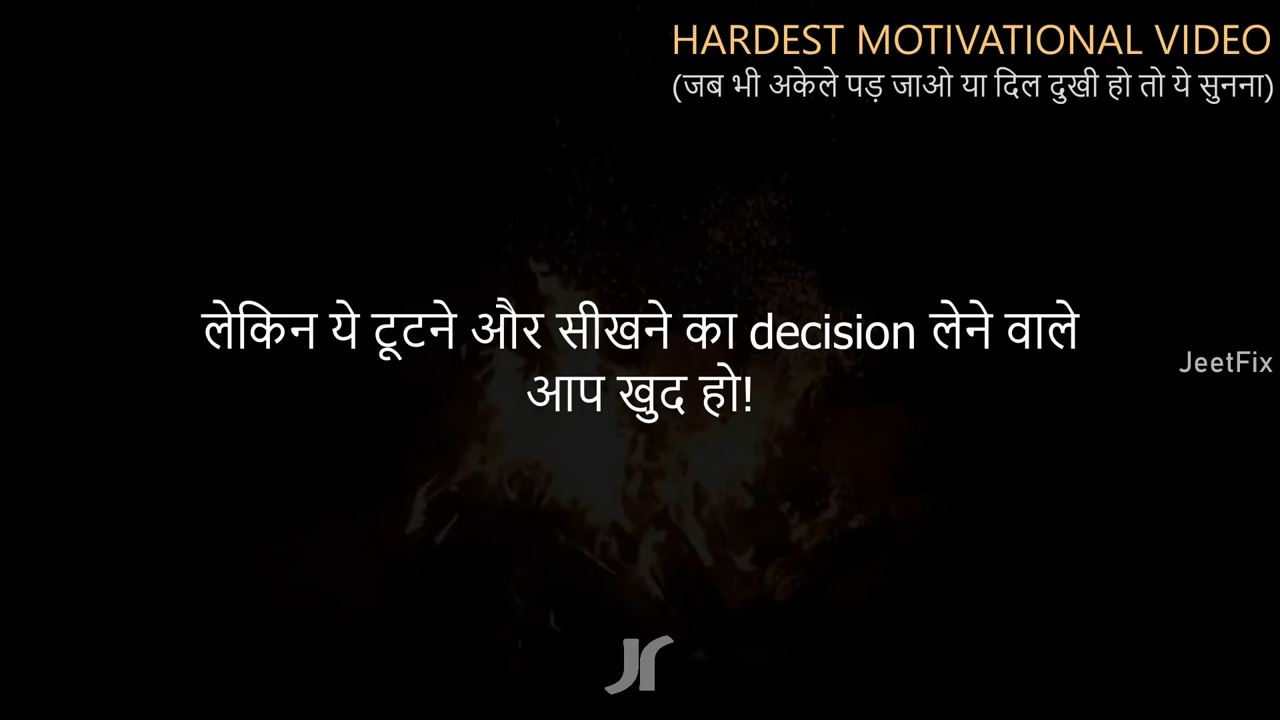 HARDEST MOTIVATIONAL VIDEO
(जब भी अकेले पड़ जाओ या दिल दुखी हो तो ये सुनना)
लेकिन ये टूटने और सीखने का decision लेने वाले
आप खुद हो!
JeetFix